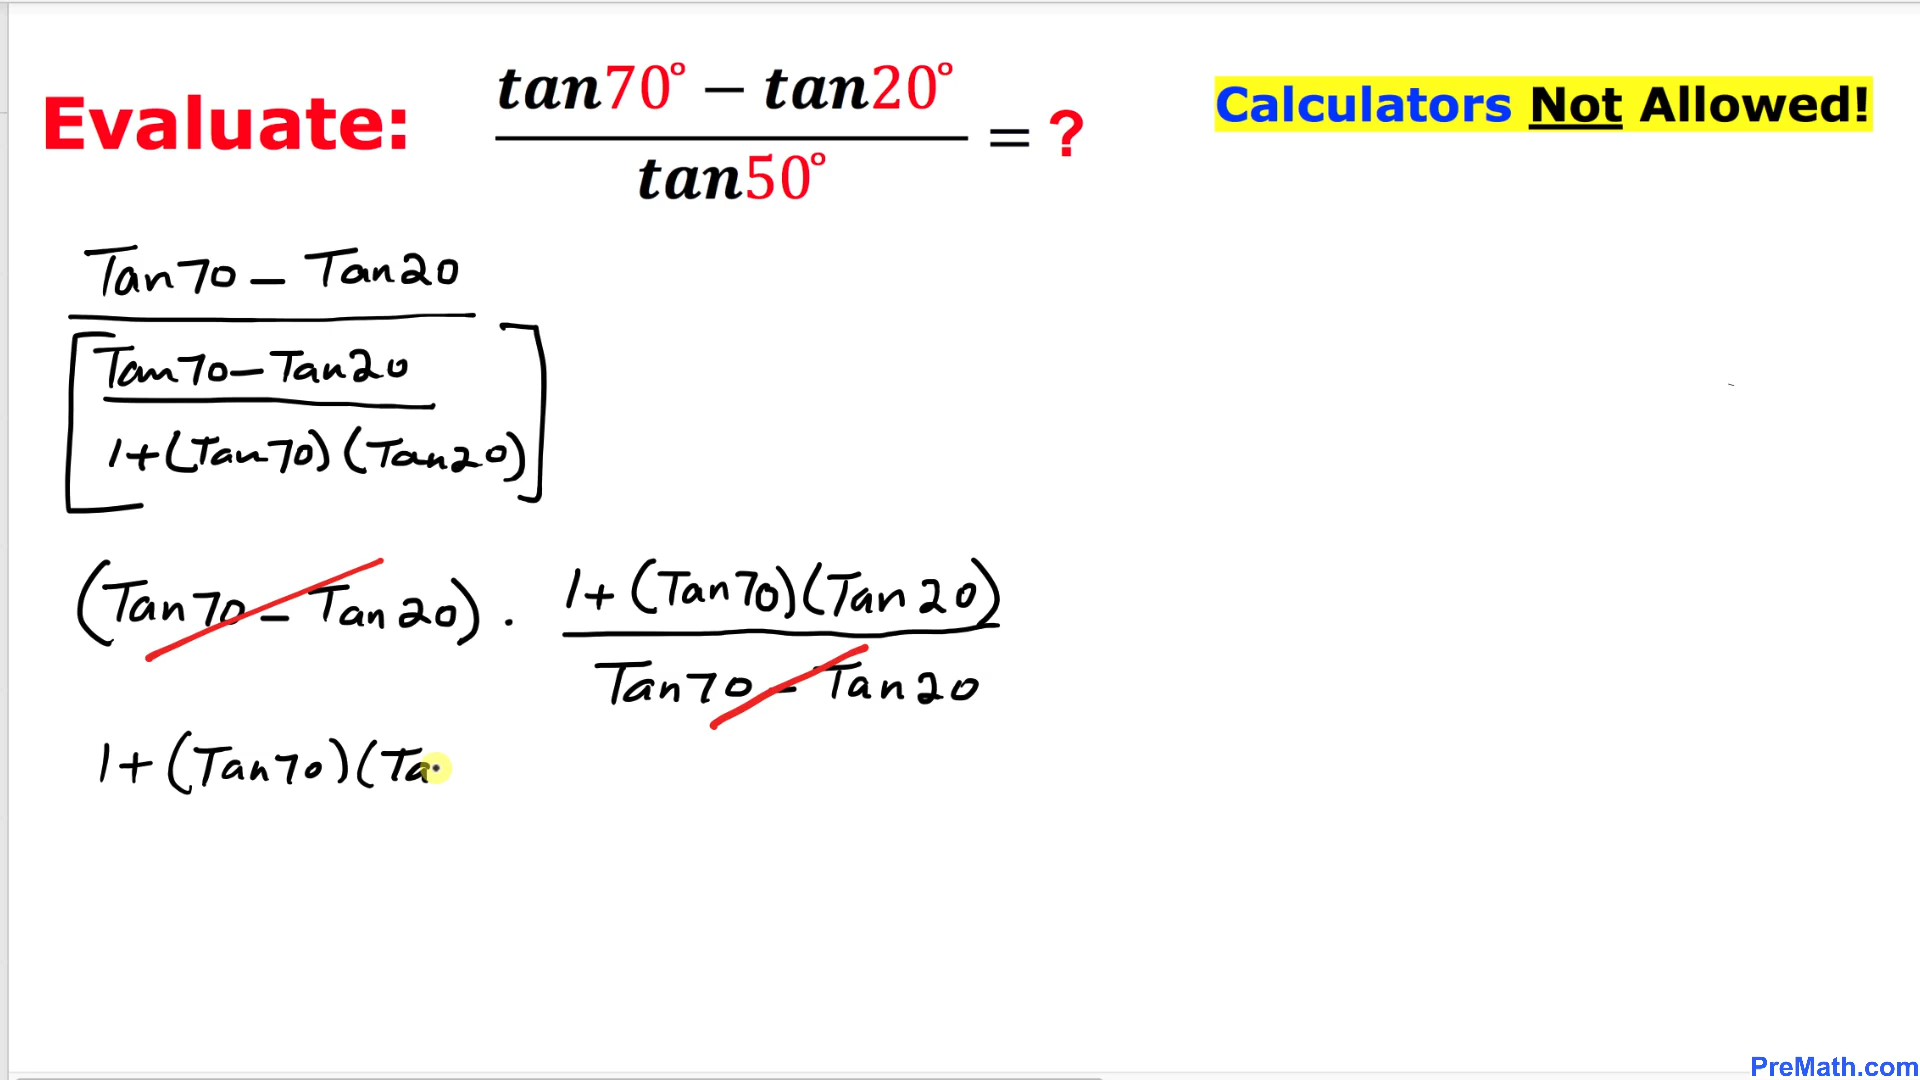 Evaluate: tan70° − tan20° = ?
tan50°
Calculators Not Allowed!
Tan70 − Tan20
Tan70 − Tan20
1+(Tan70)(Tan20)
(Tan70 − Tan20) · 1+(Tan70)(Tan20)
Tan70 − Tan20
1+(Tan70)(Ta
PreMath.com